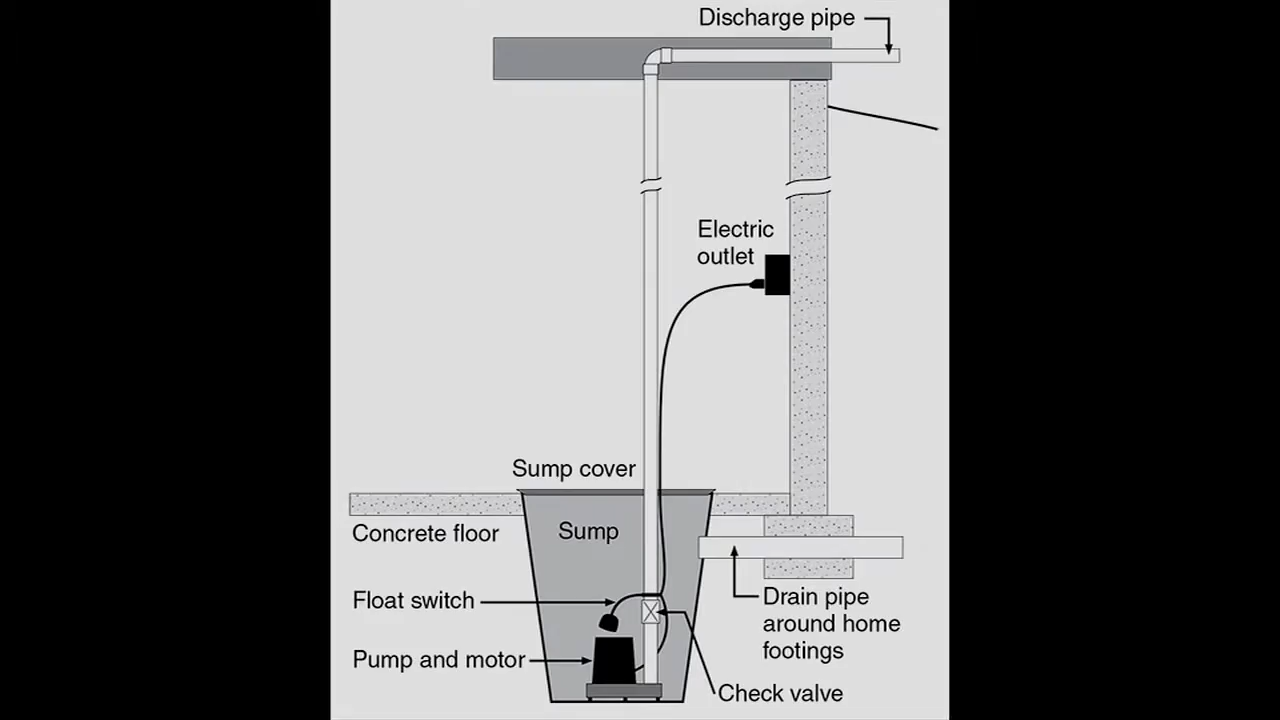 Discharge pipe
Electric
outlet
Sump cover
Concrete floor
Sump
Float switch
Drain pipe
around home
footings
Pump and motor
Check valve